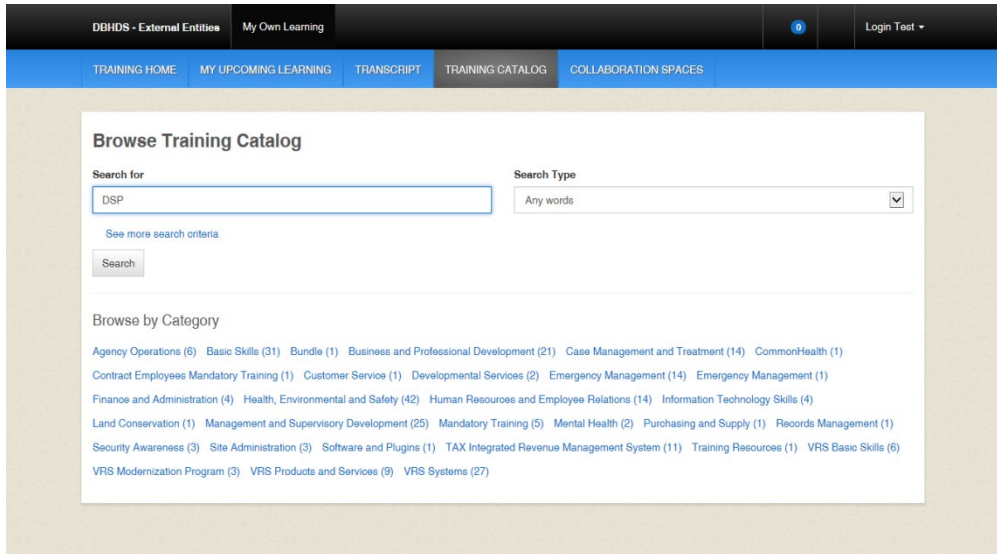 DBHDS - External Entities My Own Learning 0 Login Test
TRAINING HOME MY UPCOMING LEARNING TRANSCRIPT TRAINING CATALOG COLLABORATION SPACES
Browse Training Catalog
Search for Search Type
DSP Any words
See more search criteria
Search
Browse by Category
Agency Operations (6) Basic Skills (31) Bundle (1) Business and Professional Development (21) Case Management and Treatment (14) CommonHealth (1)
Contract Employees Mandatory Training (1) Customer Service (1) Developmental Services (2) Emergency Management (14) Emergency Management (1)
Finance and Administration (4) Health, Environmental and Safety (42) Human Resources and Employee Relations (14) Information Technology Skills (4)
Land Conservation (1) Management and Supervisory Development (25) Mandatory Training (5) Mental Health (2) Purchasing and Supply (1) Records Management (1)
Security Awareness (3) Site Administration (3) Software and Plugins (1) TAX Integrated Revenue Management System (11) Training Resources (1) VRS Basic Skills (6)
VRS Modernization Program (3) VRS Products and Services (9) VRS Systems (27)